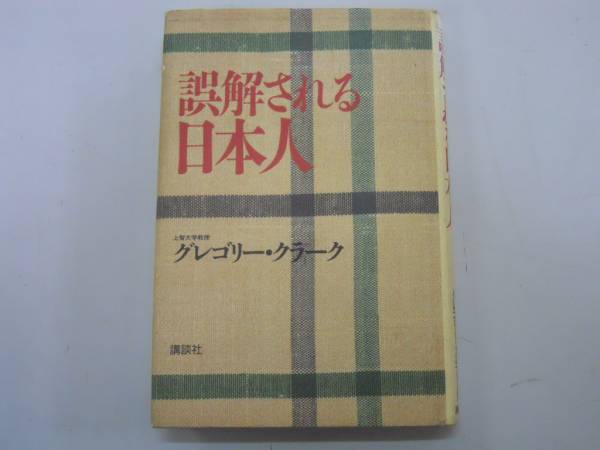 誤解される
日本人
上智大学教授
グレゴリー・クラーク
講談社